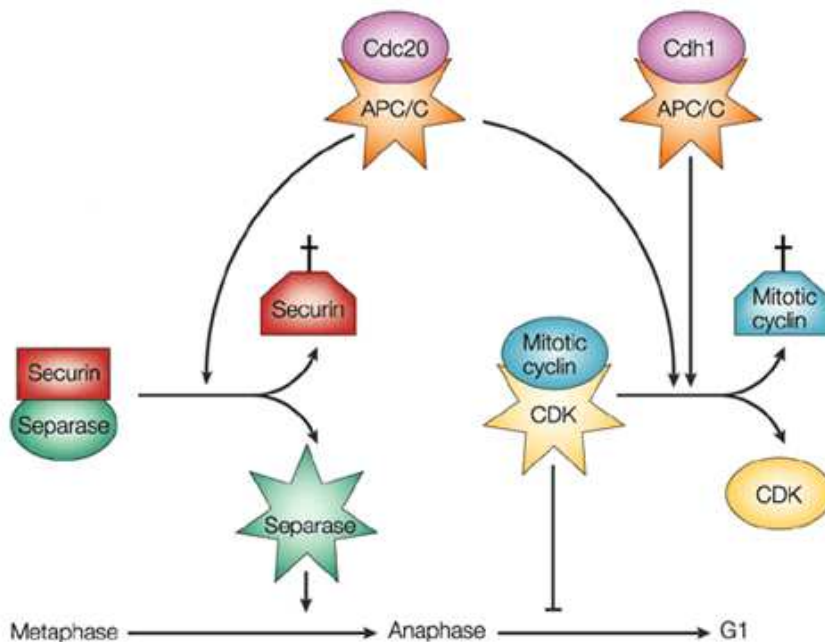 Cdc20
APC/C
Cdh1
APC/C
Securin
Mitotic
cyclin
Securin
Separase
Mitotic
cyclin
CDK
Separase
CDK
Metaphase
Anaphase
G1